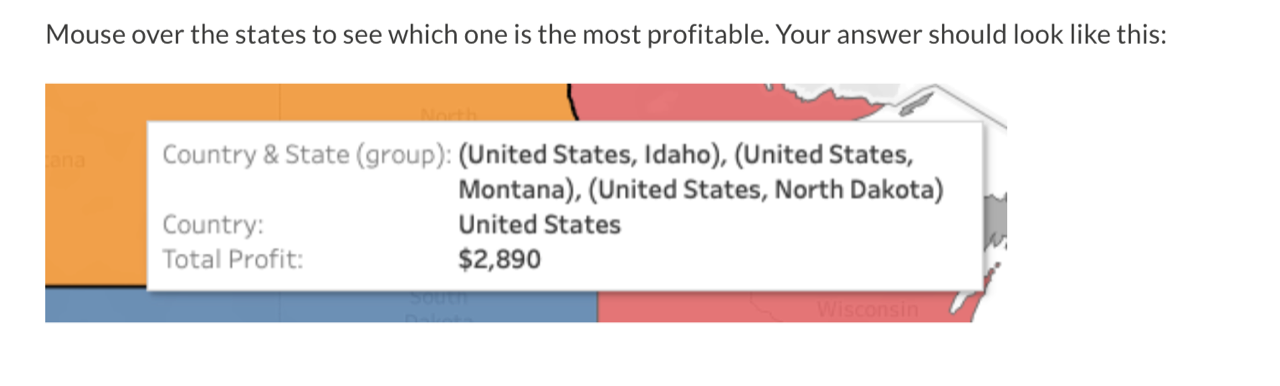 Mouse over the states to see which one is the most profitable. Your answer should look like this:
North
ana
Country & State (group): (United States, Idaho), (United States,
Montana), (United States, North Dakota)
Country: United States
Total Profit: $2,890
South
Dakota
Wisconsin